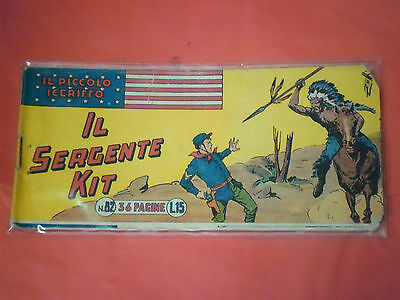 IL PICCOLO
SCERIFFO
IL
SERGENTE
KIT
N.82 36 PAGINE L.15